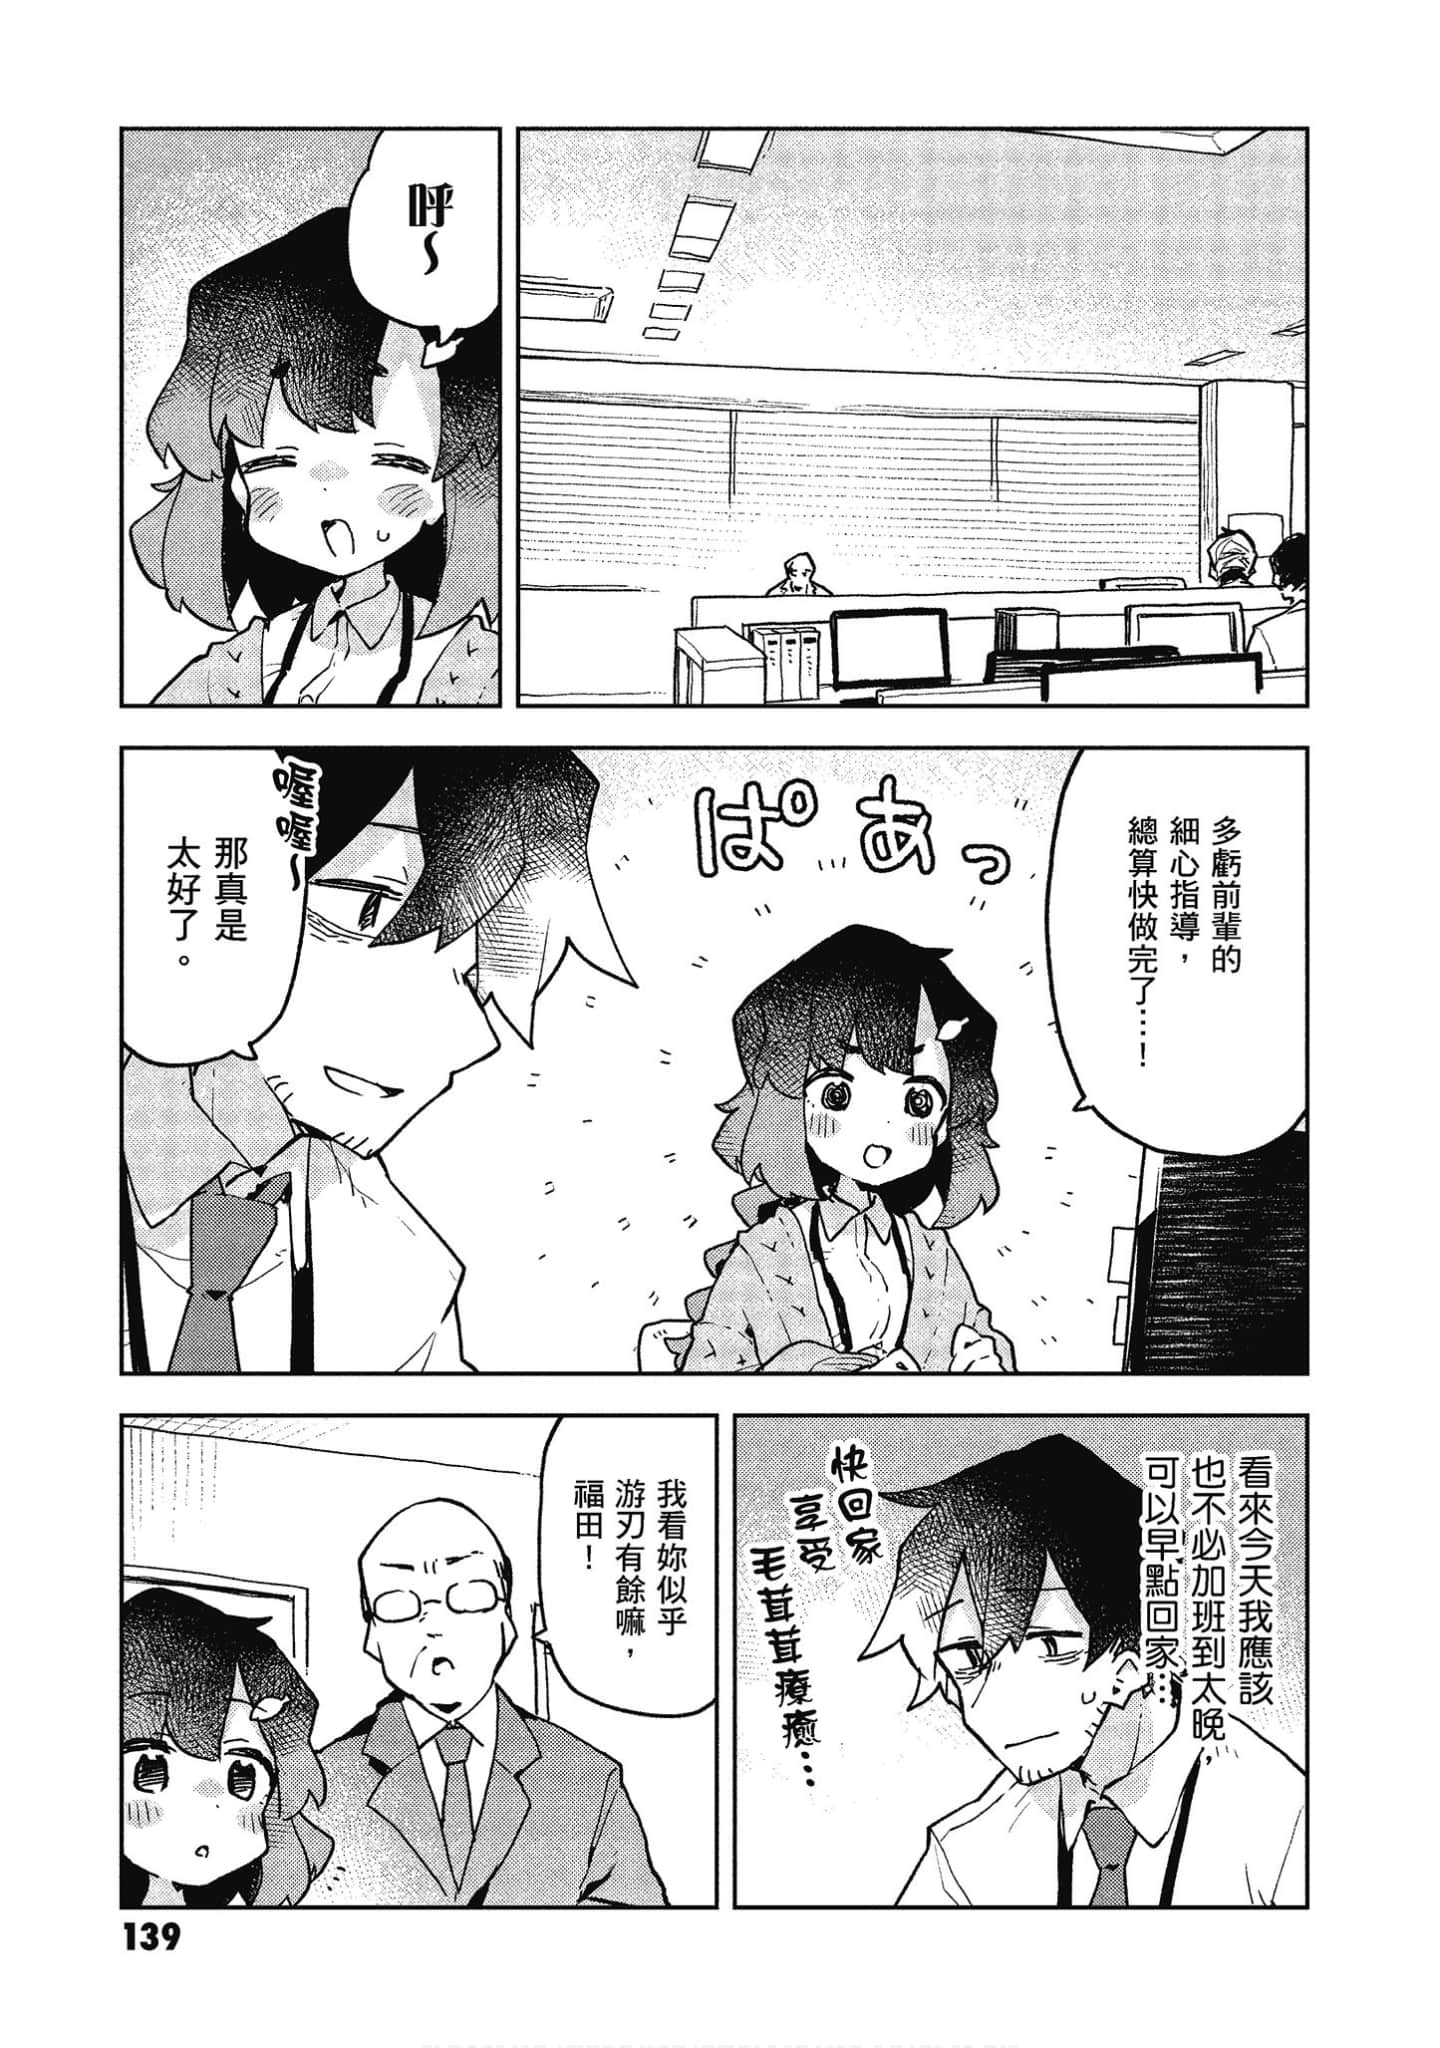 呼～
多虧前輩的
細心指導，
總算快做完了…！
ぱあっ
喔喔～
那真是
太好了。
看來今天我應該
也不必加班到太晚，
可以早點回家…
快回家
享受
毛茸茸療癒…
我看妳似乎
游刃有餘嘛，
福田！
139